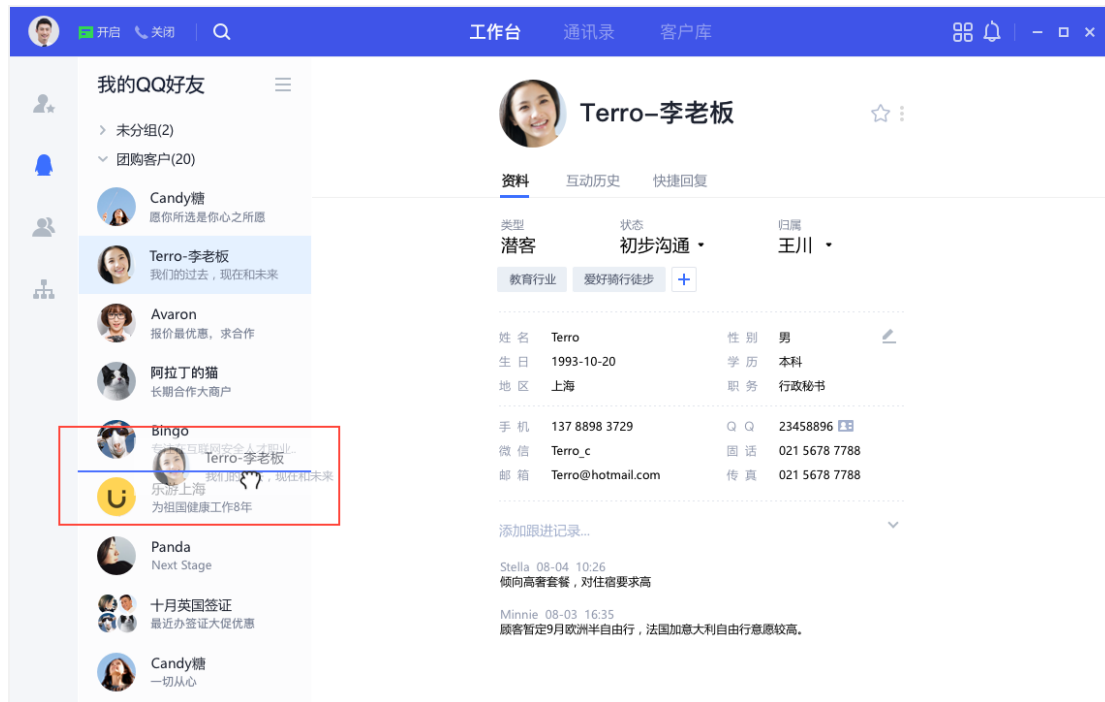 开启 关闭 工作台 通讯录 客户库
我的QQ好友
未分组(2)
团购客户(20)
Candy糖
愿你所选是你心之所愿
Terro-李老板
我们的过去，现在和未来
Avaron
报价最优惠，求合作
阿拉丁的猫
长期合作大商户
Bingo
专注在互联网安全人才职业...
Terro-李老板
我们的过去，现在和未来
乐游上海
为祖国健康工作8年
Panda
Next Stage
十月英国签证
最近办签证大促优惠
Candy糖
一切从心
Terro-李老板
资料 互动历史 快捷回复
类型 状态 归属
潜客 初步沟通 王川
教育行业 爱好骑行徒步 +
姓名 Terro 性别 男
生日 1993-10-20 学历 本科
地区 上海 职务 行政秘书
手机 137 8898 3729 QQ 23458896
微信 Terro_c 固话 021 5678 7788
邮箱 Terro@hotmail.com 传真 021 5678 7788
添加跟进记录...
Stella 08-04 10:26
倾向高奢套餐，对住宿要求高
Minnie 08-03 16:35
顾客暂定9月欧洲半自由行，法国加意大利自由行意愿较高。